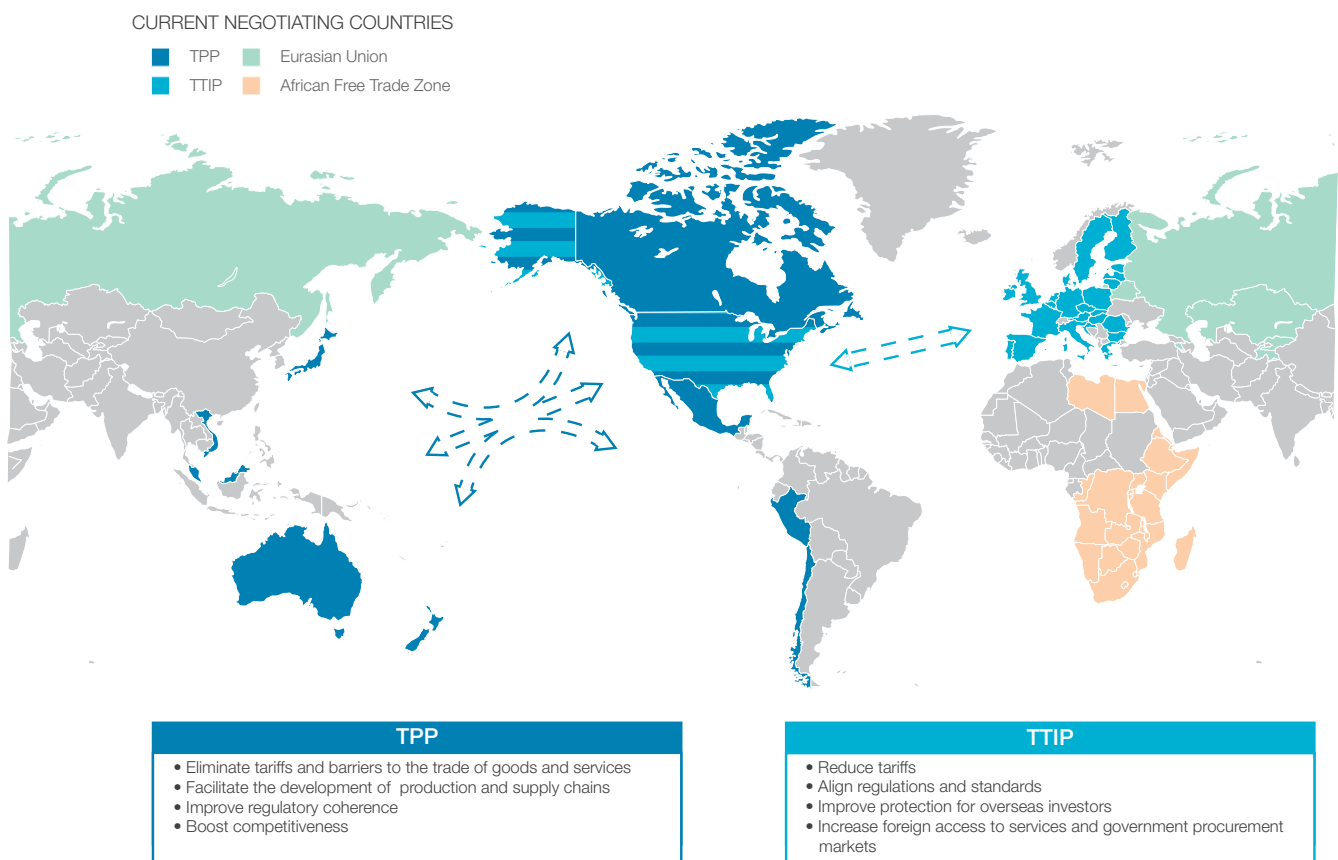 CURRENT NEGOTIATING COUNTRIES
TPP Eurasian Union
TTIP African Free Trade Zone
TPP
• Eliminate tariffs and barriers to the trade of goods and services
• Facilitate the development of production and supply chains
• Improve regulatory coherence
• Boost competitiveness
TTIP
• Reduce tariffs
• Align regulations and standards
• Improve protection for overseas investors
• Increase foreign access to services and government procurement
markets